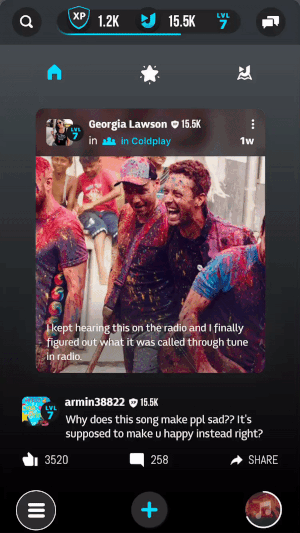 XP 1.2K 15.5K LVL 7
Georgia Lawson 15.5K
LVL 7
in in Coldplay 1w
I kept hearing this on the radio and I finally
figured out what it was called through tune
in radio.
armin38822 15.5K
LVL 7
Why does this song make ppl sad?? It's
supposed to make u happy instead right?
3520 258 SHARE